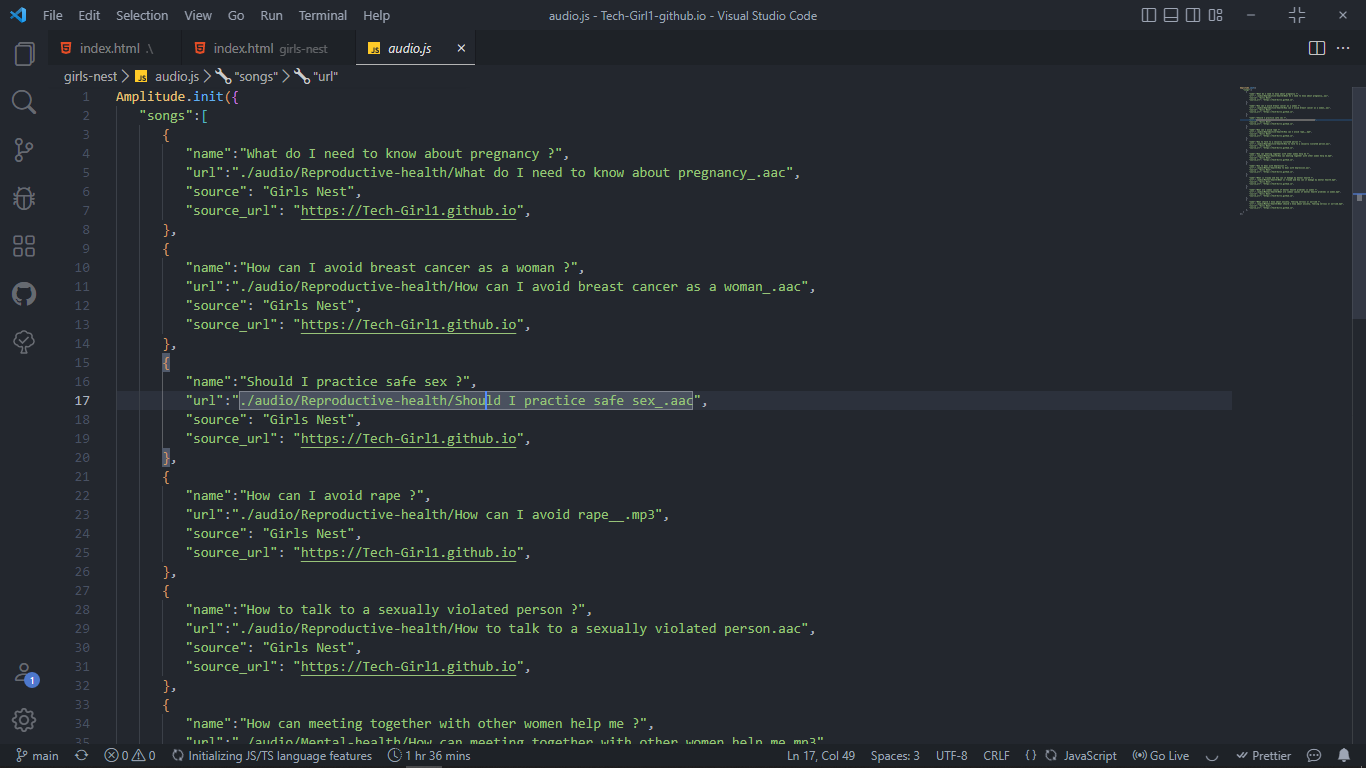 File Edit Selection View Go Run Terminal Help audio.js - Tech-Girl1-github.io - Visual Studio Code
index.html .\ index.html girls-nest JS audio.js
girls-nest > JS audio.js > "songs" > "url"
1 Amplitude.init({
2 "songs":[
3 {
4 "name":"What do I need to know about pregnancy ?",
5 "url":"./audio/Reproductive-health/What do I need to know about pregnancy_.aac",
6 "source": "Girls Nest",
7 "source_url": "https://Tech-Girl1.github.io",
8 },
9 {
10 "name":"How can I avoid breast cancer as a woman ?",
11 "url":"./audio/Reproductive-health/How can I avoid breast cancer as a woman_.aac",
12 "source": "Girls Nest",
13 "source_url": "https://Tech-Girl1.github.io",
14 },
15 {
16 "name":"Should I practice safe sex ?",
17 "url":"./audio/Reproductive-health/Should I practice safe sex_.aac",
18 "source": "Girls Nest",
19 "source_url": "https://Tech-Girl1.github.io",
20 },
21 {
22 "name":"How can I avoid rape ?",
23 "url":"./audio/Reproductive-health/How can I avoid rape__.mp3",
24 "source": "Girls Nest",
25 "source_url": "https://Tech-Girl1.github.io",
26 },
27 {
28 "name":"How to talk to a sexually violated person ?",
29 "url":"./audio/Reproductive-health/How to talk to a sexually violated person.aac",
30 "source": "Girls Nest",
31 "source_url": "https://Tech-Girl1.github.io",
32 },
33 {
34 "name":"How can meeting together with other women help me ?",
35 "url":"./audio/Mental-health/How can meeting together with other women help me.mp3"
1
main 0 0 Initializing JS/TS language features 1 hr 36 mins Ln 17, Col 49 Spaces: 3 UTF-8 CRLF {} JavaScript Go Live Prettier